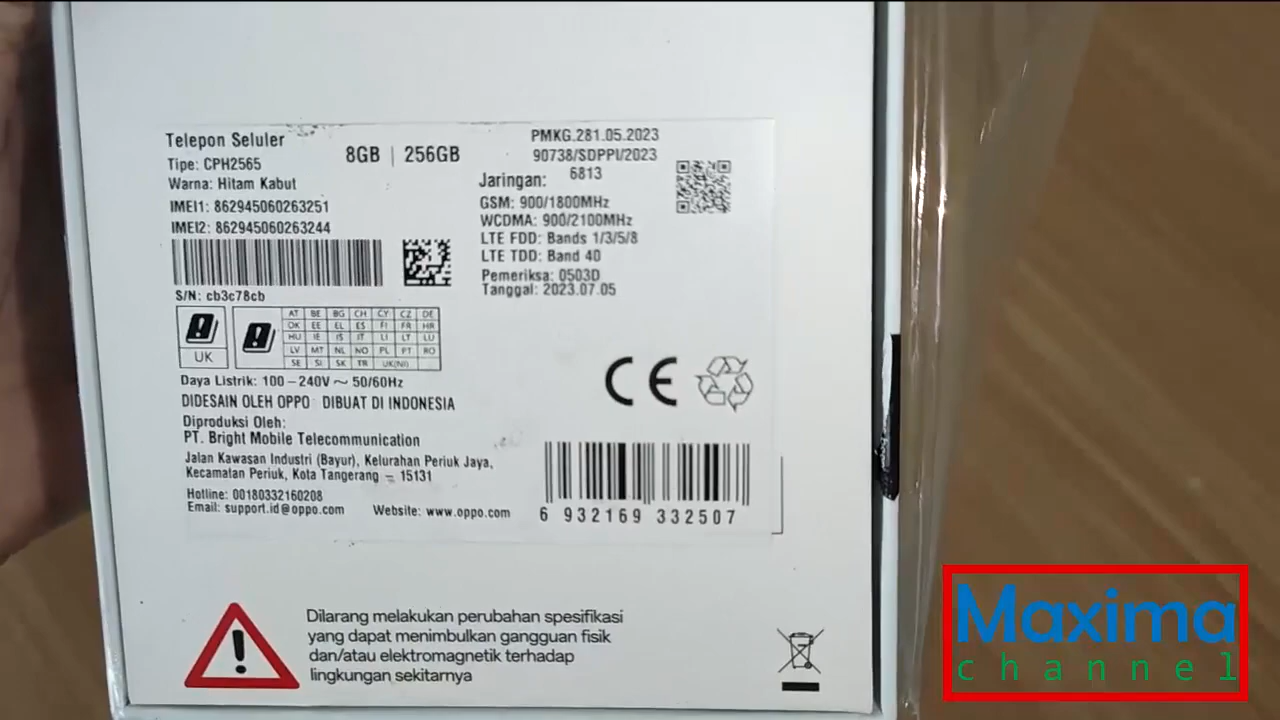 Telepon Seluler
Tipe: CPH2565
8GB | 256GB
Warna: Hitam Kabut
IMEI1: 862945060263251
IMEI2: 862945060263244
S/N: cb3c78cb
PMKG.281.05.2023
90738/SDPPI/2023
6813
Jaringan:
GSM: 900/1800MHz
WCDMA: 900/2100MHz
LTE FDD: Bands 1/3/5/8
LTE TDD: Band 40
Pemeriksa: 0503D
Tanggal: 2023.07.05
UK
AT BE BG CH CY CZ DE
DK EE EL ES FI FR HR
HU IE IS IT LI LT LU
LV MT NL NO PL PT RO
SE SI SK TR UK(NI)
Daya Listrik: 100 – 240V ~ 50/60Hz
DIDESAIN OLEH OPPO DIBUAT DI INDONESIA
Diproduksi Oleh:
PT. Bright Mobile Telecommunication
Jalan Kawasan Industri (Bayur), Kelurahan Periuk Jaya,
Kecamatan Periuk, Kota Tangerang – 15131
Hotline: 00180332160208
Email: support.id@oppo.com Website: www.oppo.com
CE
6 932169 332507
Dilarang melakukan perubahan spesifikasi
yang dapat menimbulkan gangguan fisik
dan/atau elektromagnetik terhadap
lingkungan sekitarnya
Maxima
channel